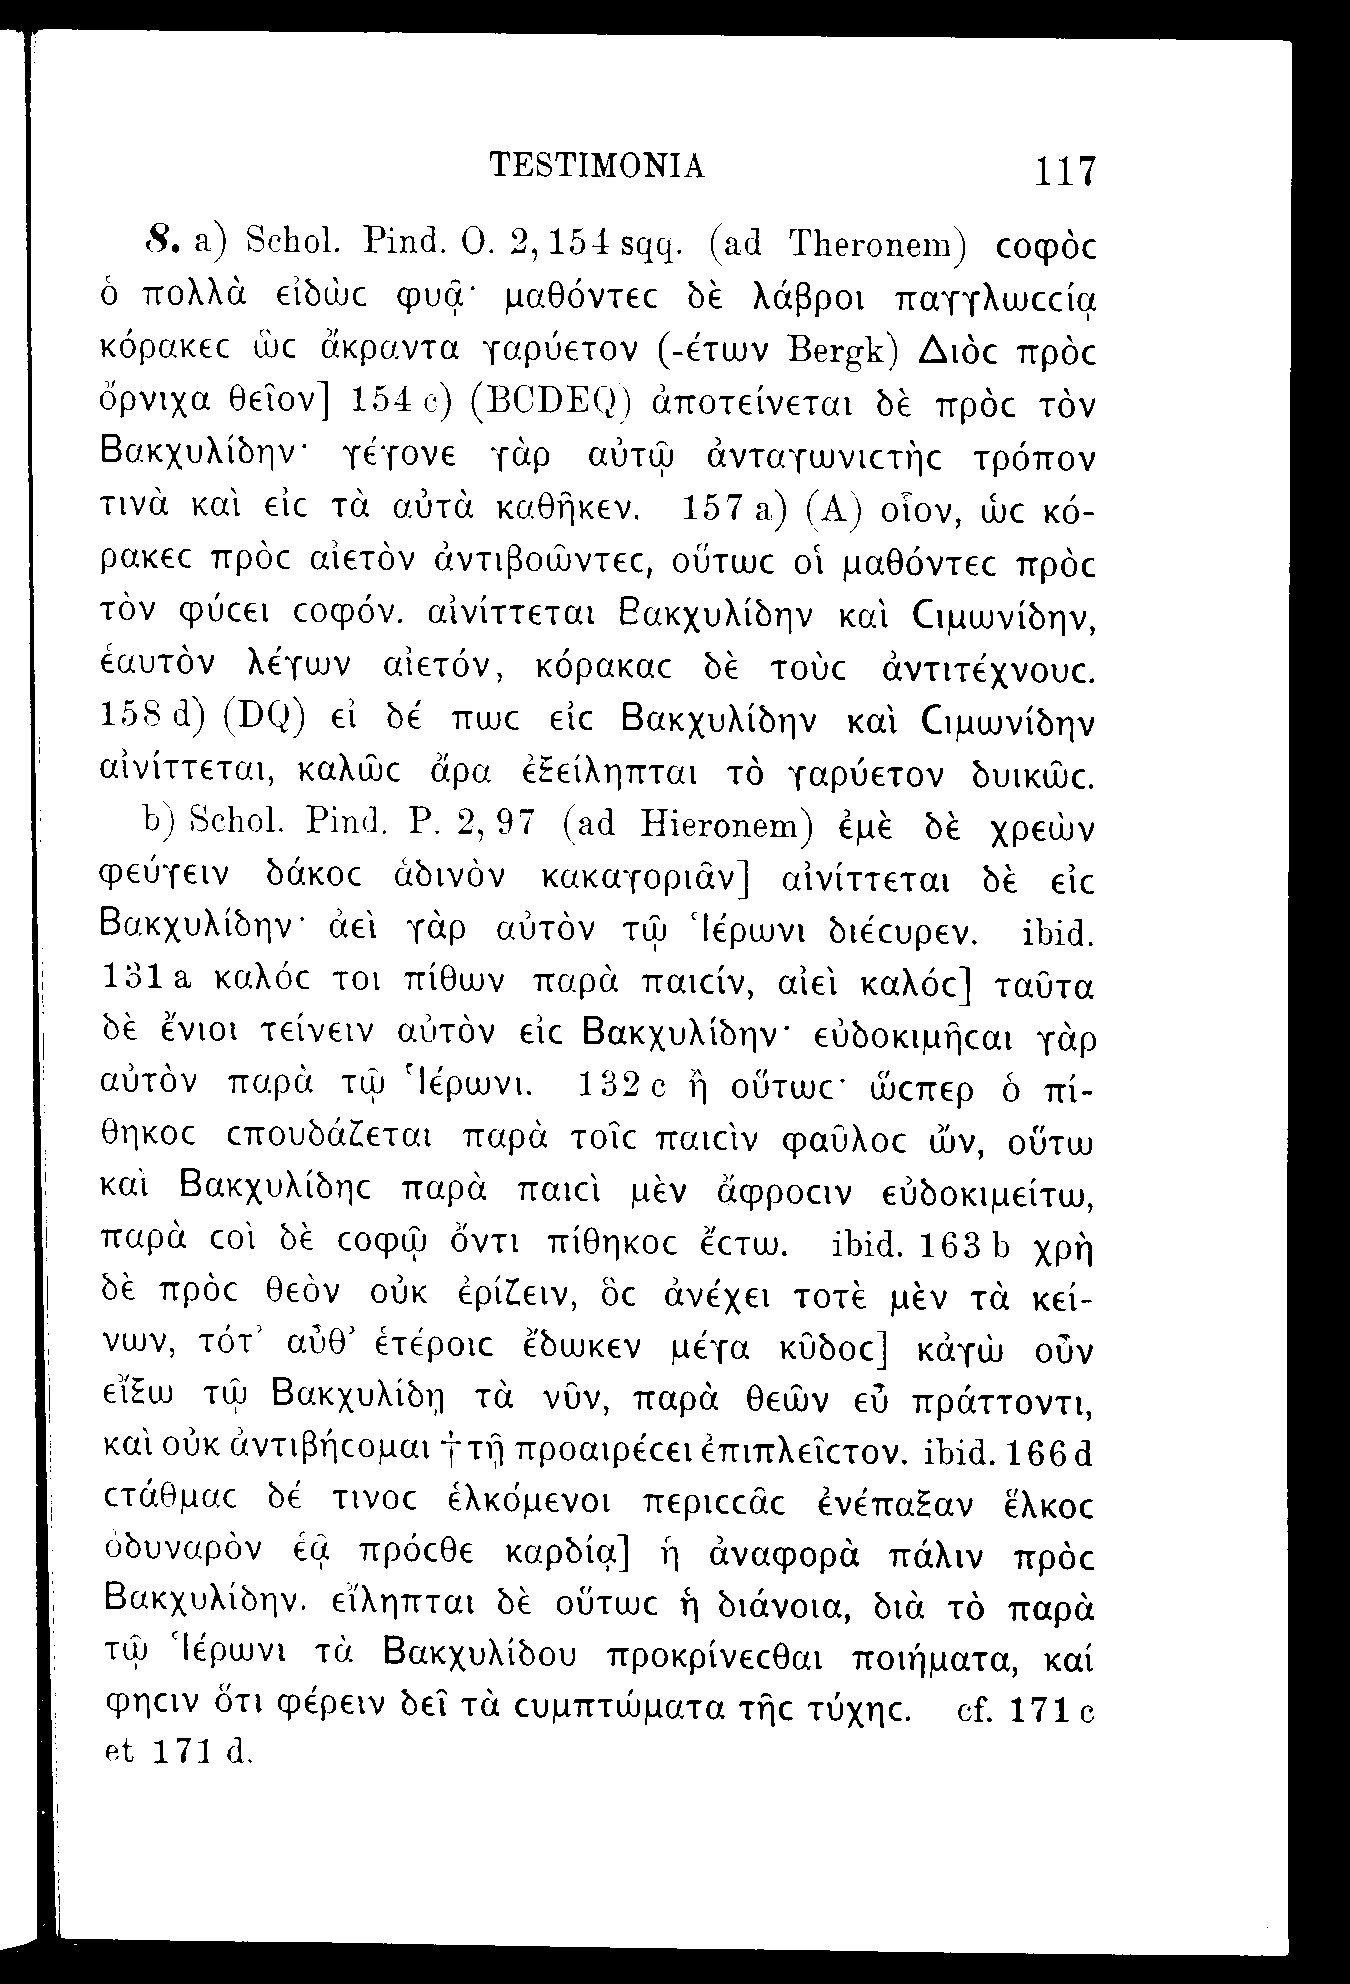 TESTIMONIA 117
8. a) Schol. Pind. O. 2, 154 sqq. (ad Theronem) ϲοφὸϲ
ὁ πολλὰ εἰδὼϲ φυᾷ· μαθόντεϲ δὲ λάβροι παγγλωϲϲίᾳ
κόρακεϲ ὣϲ ἄκραντα γαρύετον (-έτων Bergk) Διὸϲ πρὸϲ
ὄρνιχα θεῖον] 154 c) (BCDEQ) ἀποτείνεται δὲ πρὸϲ τὸν
Βακχυλίδην· γέγονε γὰρ αὐτῷ ἀνταγωνιϲτὴϲ τρόπον
τινὰ καὶ εἰϲ τὰ αὐτὰ καθῆκεν. 157 a) (A) οἷον, ὡϲ κό-
ρακεϲ πρὸϲ αἰετὸν ἀντιβοῶντεϲ, οὕτωϲ οἱ μαθόντεϲ πρὸϲ
τὸν φύϲει ϲοφόν. αἰνίττεται Βακχυλίδην καὶ Ϲιμωνίδην,
ἑαυτὸν λέγων αἰετόν, κόρακαϲ δὲ τοὺϲ ἀντιτέχνουϲ.
158 d) (DQ) εἰ δέ πωϲ εἰϲ Βακχυλίδην καὶ Ϲιμωνίδην
αἰνίττεται, καλῶϲ ἄρα ἐξείληπται τὸ γαρύετον δυικῶϲ.
b) Schol. Pind. P. 2, 97 (ad Hieronem) ἐμὲ δὲ χρεὼν
φεύγειν δάκοϲ ἀδινὸν κακαγοριᾶν] αἰνίττεται δὲ εἰϲ
Βακχυλίδην· ἀεὶ γὰρ αὐτὸν τῷ Ἱέρωνι διέϲυρεν. ibid.
131 a καλόϲ τοι πίθων παρὰ παιϲίν, αἰεὶ καλόϲ] ταῦτα
δὲ ἔνιοι τείνειν αὐτὸν εἰϲ Βακχυλίδην· εὐδοκιμῆϲαι γὰρ
αὐτὸν παρὰ τῷ Ἱέρωνι. 132 c ἢ οὕτωϲ· ὥϲπερ ὁ πί-
θηκοϲ ϲπουδάζεται παρὰ τοῖϲ παιϲὶν φαῦλοϲ ὤν, οὕτω
καὶ Βακχυλίδηϲ παρὰ παιϲὶ μὲν ἄφροϲιν εὐδοκιμείτω,
παρὰ ϲοὶ δὲ ϲοφῷ ὄντι πίθηκοϲ ἔϲτω. ibid. 163 b χρὴ
δὲ πρὸϲ θεὸν οὐκ ἐρίζειν, ὃϲ ἀνέχει τοτὲ μὲν τὰ κεί-
νων, τότ’ αὖθ’ ἑτέροιϲ ἔδωκεν μέγα κῦδοϲ] κἀγὼ οὖν
εἴξω τῷ Βακχυλίδῃ τὰ νῦν, παρὰ θεῶν εὖ πράττοντι,
καὶ οὐκ ἀντιβήϲομαι †τῇ προαιρέϲει ἐπιπλεῖϲτον. ibid. 166 d
ϲτάθμαϲ δέ τινοϲ ἑλκόμενοι περιϲϲᾶϲ ἐνέπαξαν ἕλκοϲ
ὀδυναρὸν ἑᾷ πρόϲθε καρδίᾳ] ἡ ἀναφορὰ πάλιν πρὸϲ
Βακχυλίδην. εἴληπται δὲ οὕτωϲ ἡ διάνοια, διὰ τὸ παρὰ
τῷ Ἱέρωνι τὰ Βακχυλίδου προκρίνεϲθαι ποιήματα, καί
φηϲιν ὅτι φέρειν δεῖ τὰ ϲυμπτώματα τῆϲ τύχηϲ. cf. 171 c
et 171 d.